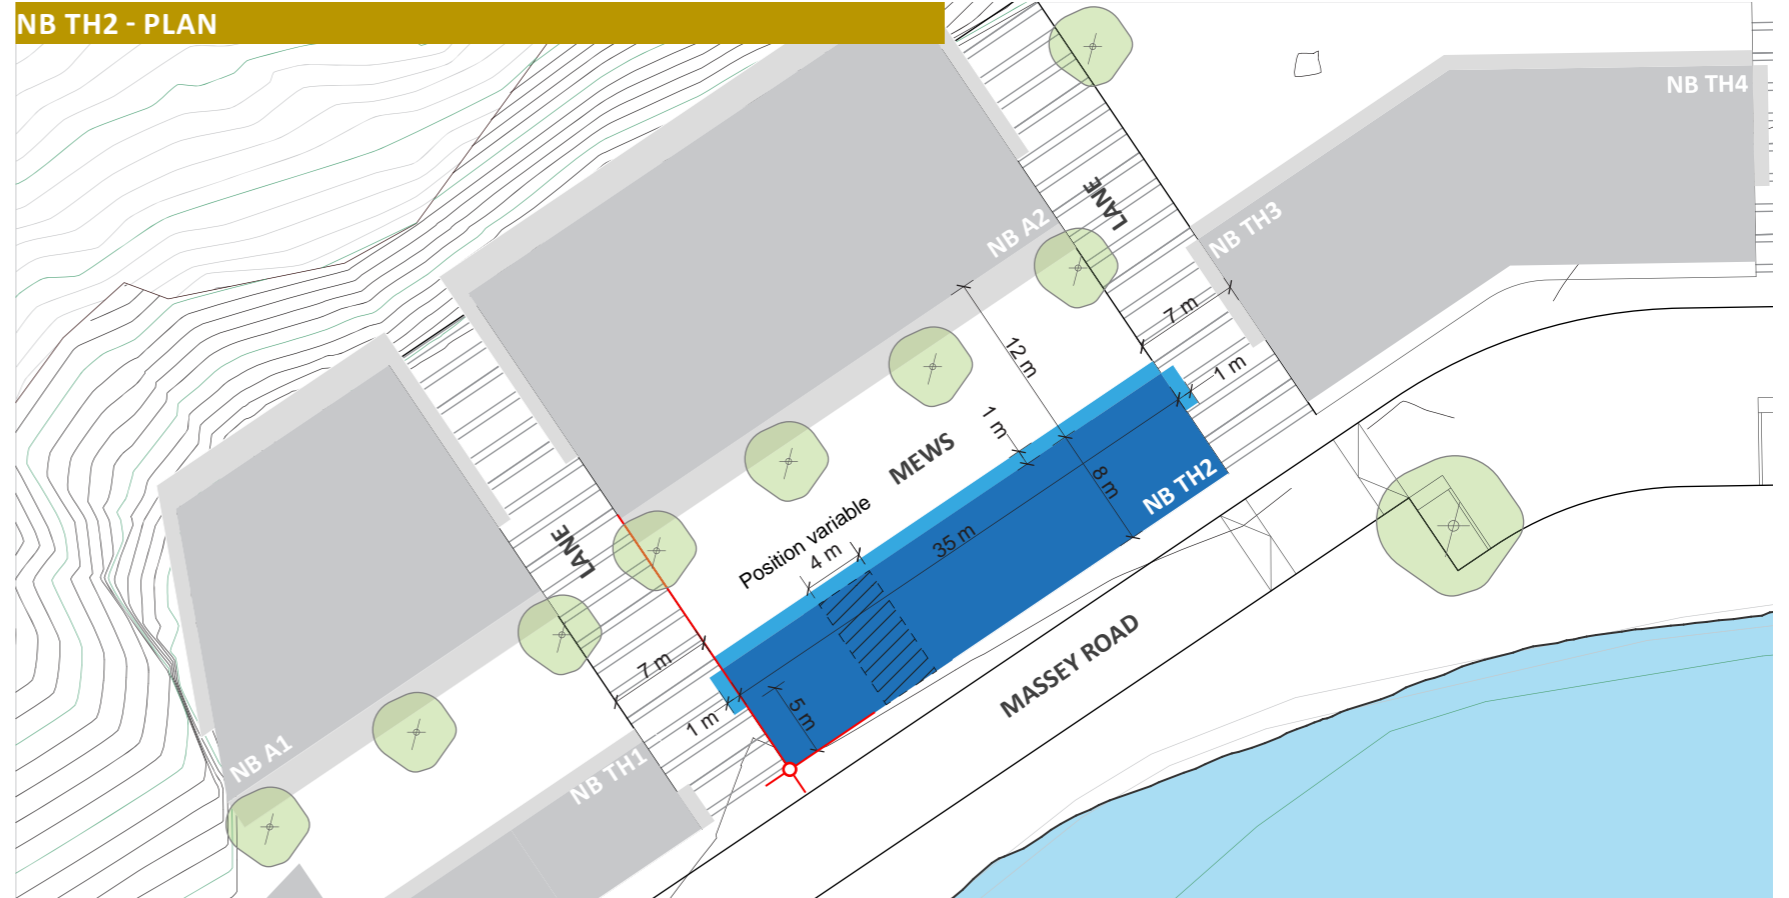 NB TH2 - PLAN
NB TH4
LANE
NB A2
NB TH3
7 m
12 m
1 m
1 m
MEWS
8 m
NB TH2
Position variable
4 m
35 m
LANE
7 m
5 m
1 m
MASSEY ROAD
NB A1
NB TH1